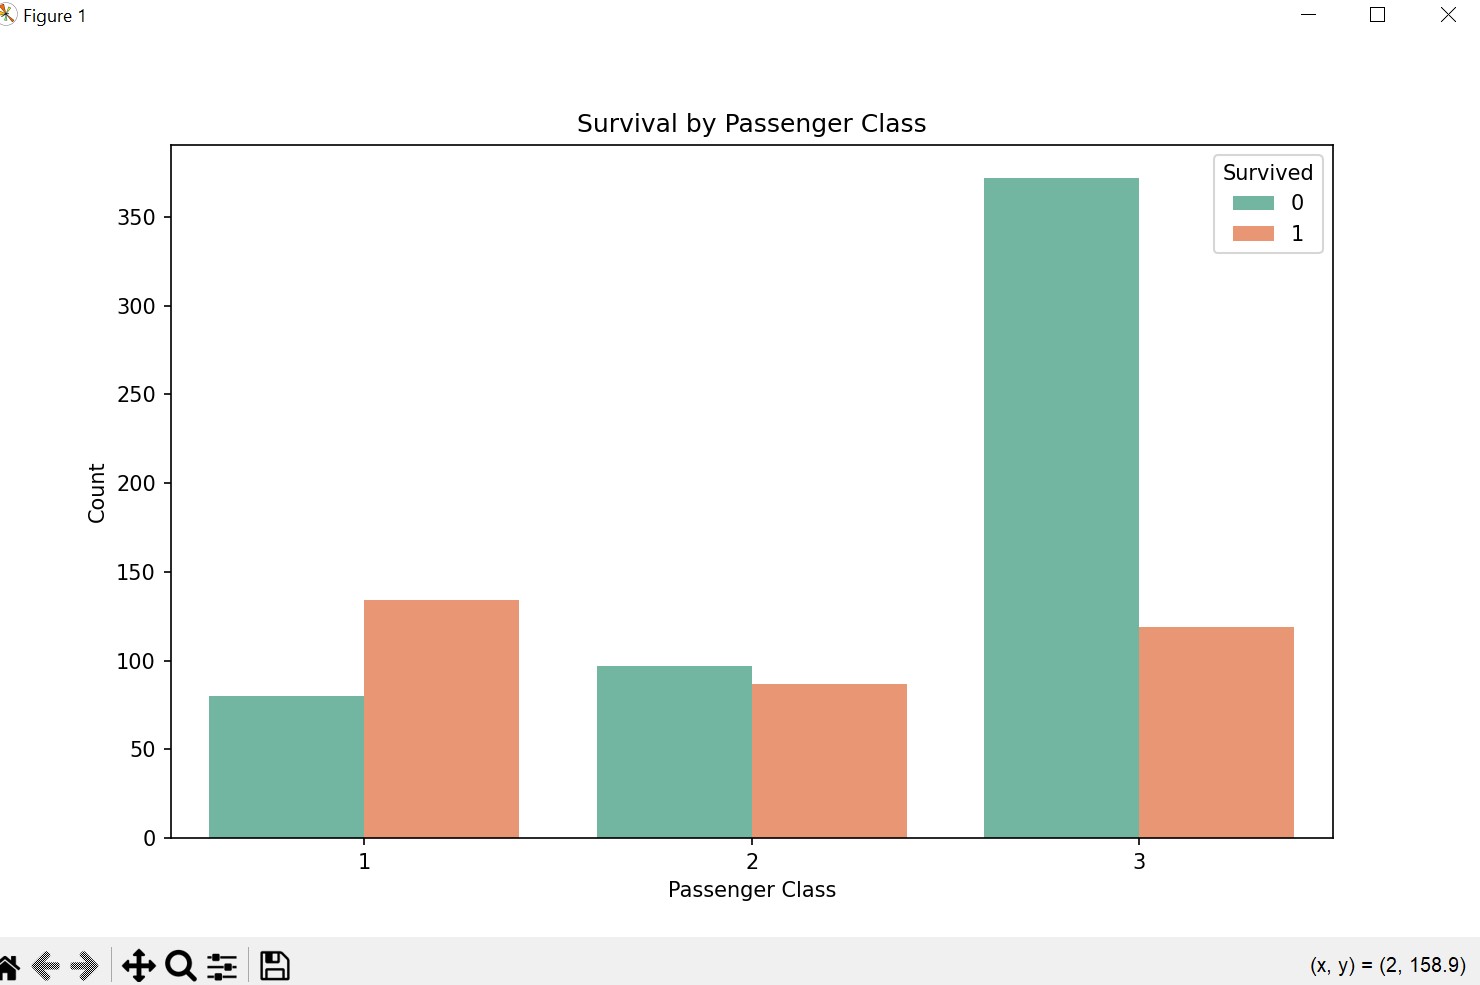 Figure 1
Survival by Passenger Class
Survived
0
1
350
300
250
200
150
100
50
0
Count
1 2 3
Passenger Class
(x, y) = (2, 158.9)